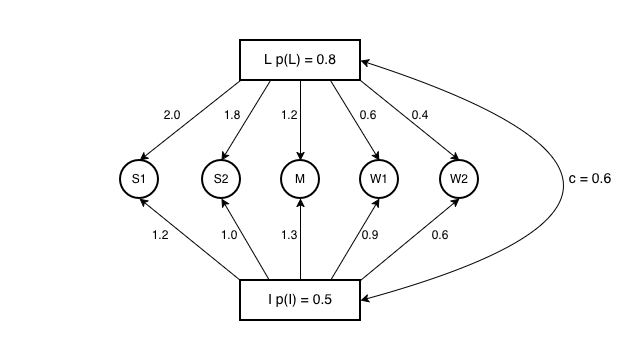 L p(L) = 0.8
2.0
1.8
1.2
0.6
0.4
S1
S2
M
W1
W2
c = 0.6
1.2
1.0
1.3
0.9
0.6
I p(I) = 0.5